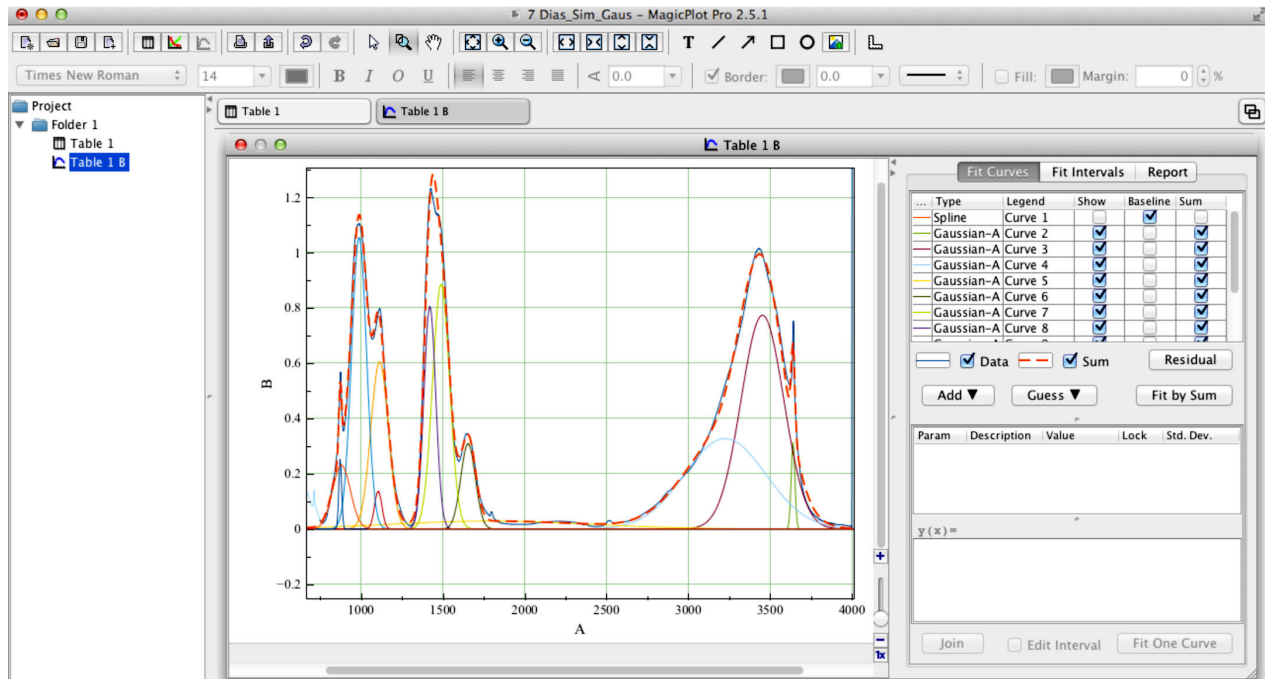 7 Dias_Sim_Gaus - MagicPlot Pro 2.5.1
T
Times New Roman 14 B I O U 0.0 Border: 0.0 Fill: Margin: 0 %
Project
Folder 1
Table 1
Table 1 B
Table 1 Table 1 B
Table 1 B
1.2
1
0.8
0.6
0.4
0.2
0
−0.2
B
1000 1500 2000 2500 3000 3500 4000
A
1x
Fit Curves Fit Intervals Report
... Type Legend Show Baseline Sum
Spline Curve 1
Gaussian-A Curve 2
Gaussian-A Curve 3
Gaussian-A Curve 4
Gaussian-A Curve 5
Gaussian-A Curve 6
Gaussian-A Curve 7
Gaussian-A Curve 8
Data Sum Residual
Add ▼ Guess ▼ Fit by Sum
Param Description Value Lock Std. Dev.
y(x)=
Join Edit Interval Fit One Curve